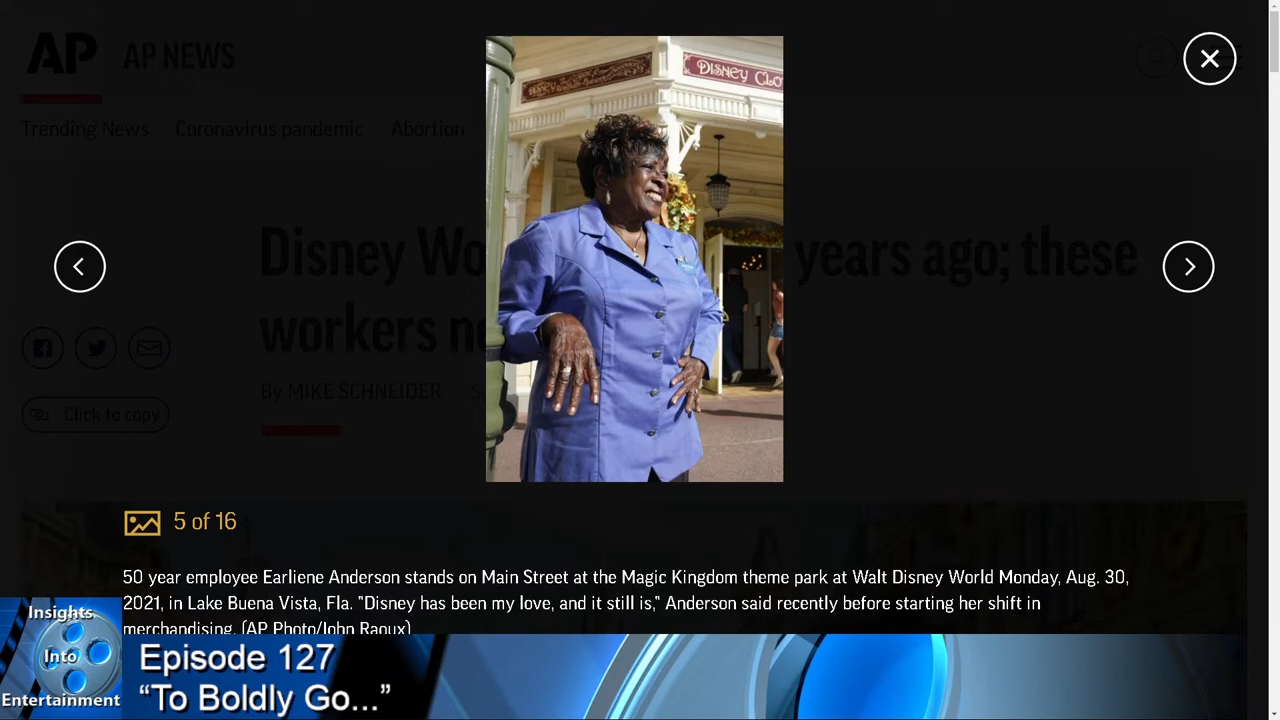 AP AP NEWS
Trending News Coronavirus pandemic Abortion
DISNEY CLO
Disney Wo years ago; these
workers n
By MIKE SCHNEIDER
Click to copy
5 of 16
50 year employee Earliene Anderson stands on Main Street at the Magic Kingdom theme park at Walt Disney World Monday, Aug. 30,
2021, in Lake Buena Vista, Fla. "Disney has been my love, and it still is," Anderson said recently before starting her shift in
merchandising. (AP Photo/John Raoux)
Insights
Into
Entertainment
Episode 127
“To Boldly Go...”